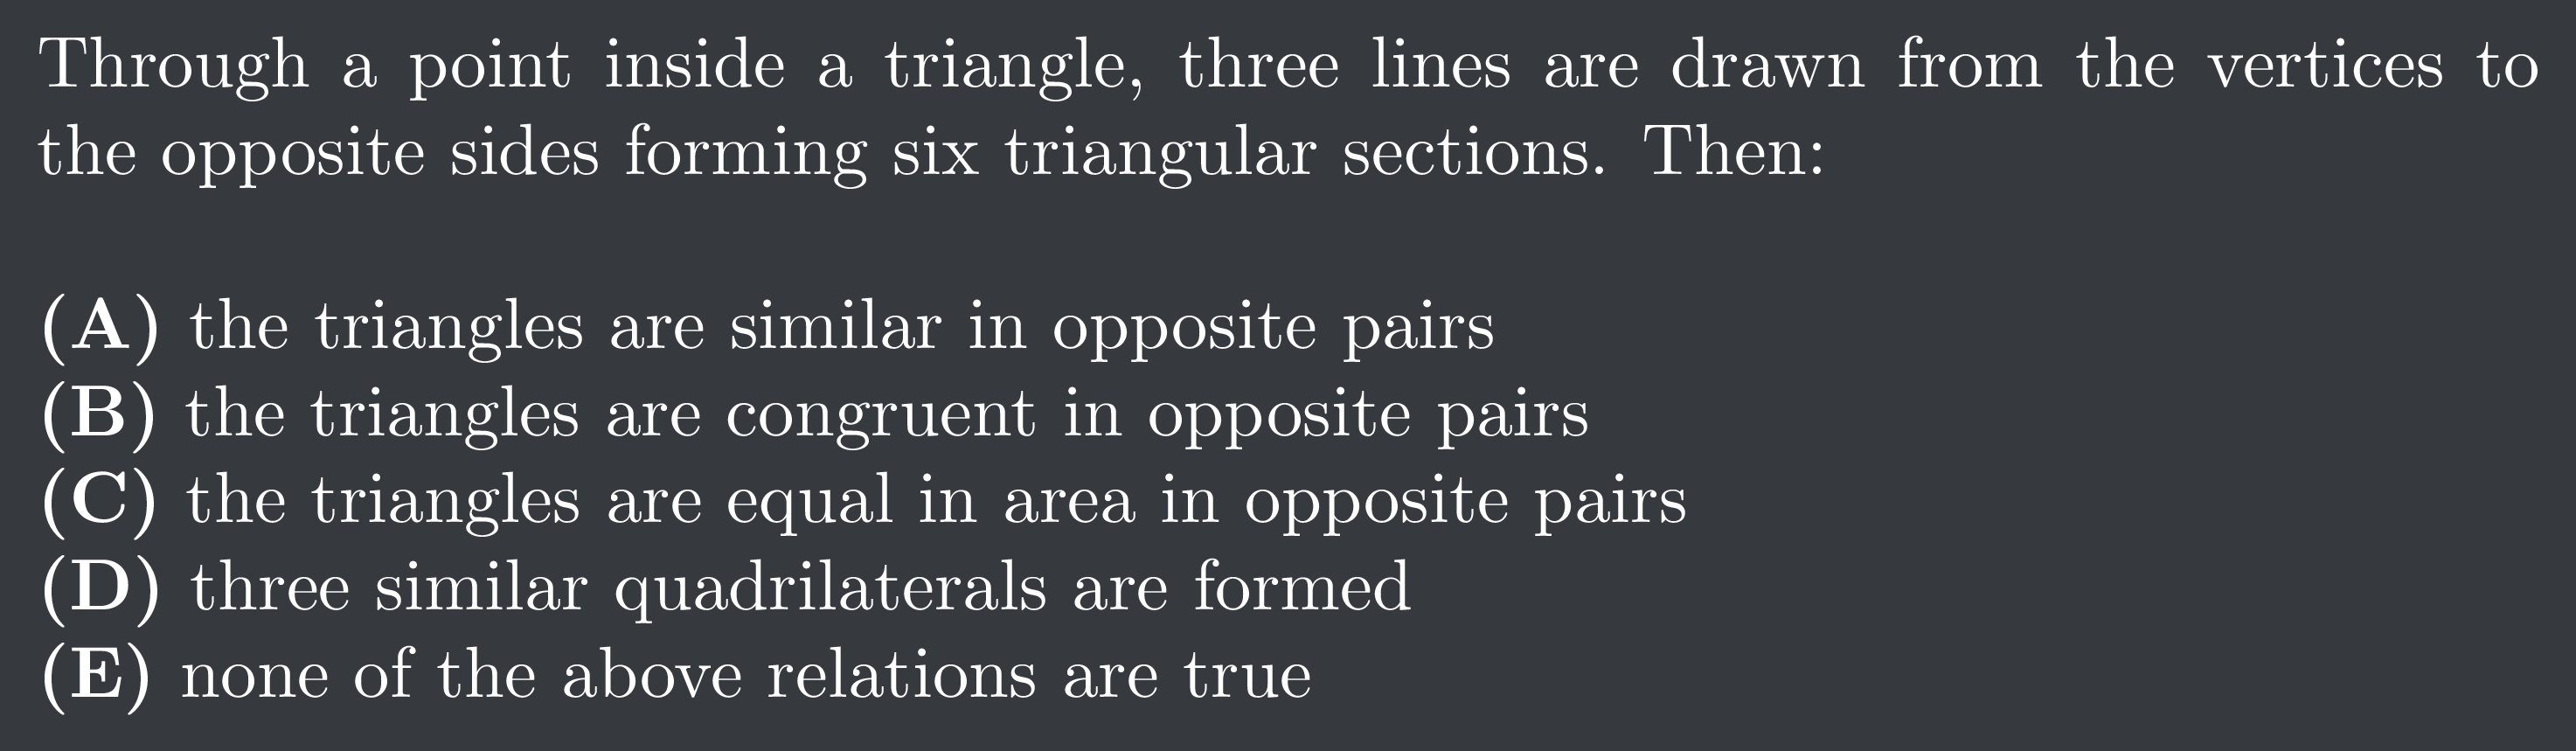 Through a point inside a triangle, three lines are drawn from the vertices to
the opposite sides forming six triangular sections. Then:
(A) the triangles are similar in opposite pairs
(B) the triangles are congruent in opposite pairs
(C) the triangles are equal in area in opposite pairs
(D) three similar quadrilaterals are formed
(E) none of the above relations are true